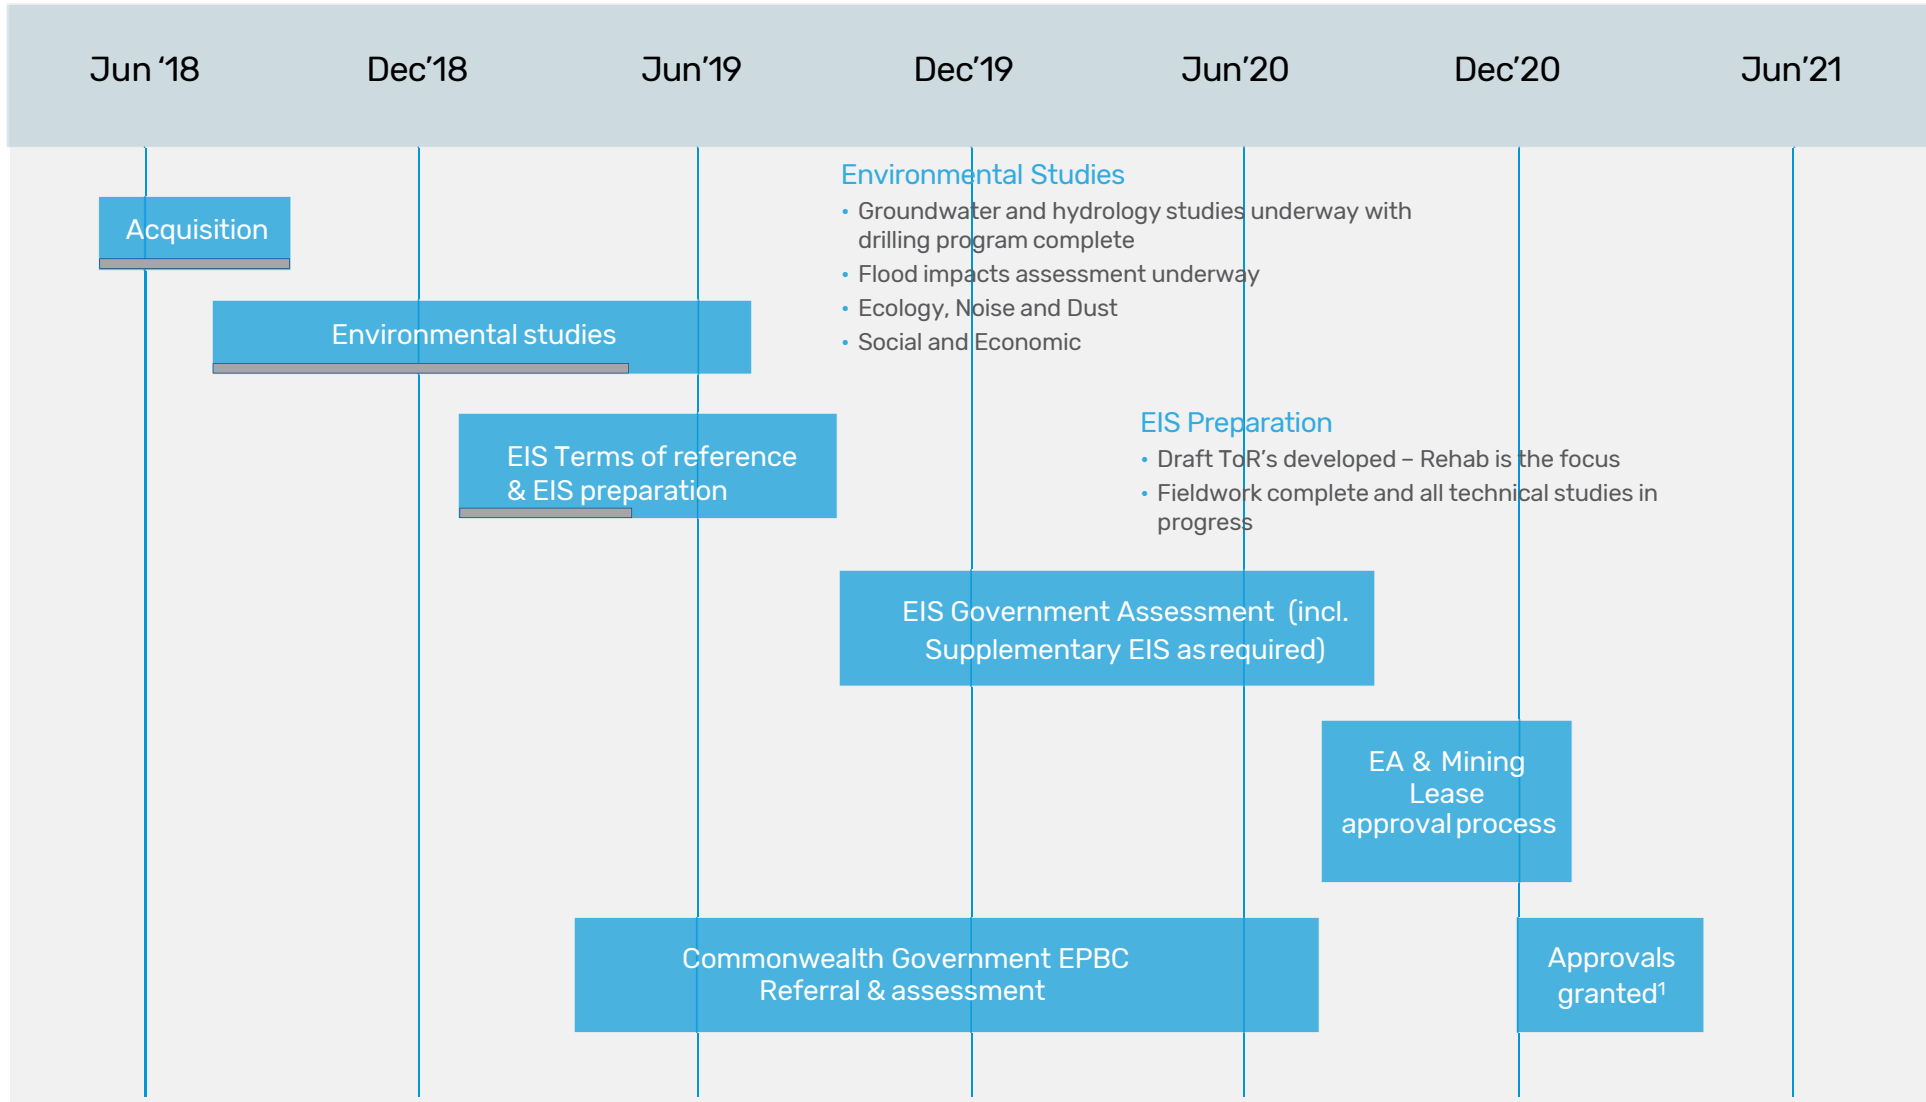 Jun ‘18 Dec’18 Jun’19 Dec’19 Jun’20 Dec’20 Jun’21
Acquisition
Environmental studies
Environmental Studies
• Groundwater and hydrology studies underway with
drilling program complete
• Flood impacts assessment underway
• Ecology, Noise and Dust
• Social and Economic
EIS Terms of reference
& EIS preparation
EIS Preparation
• Draft ToR’s developed – Rehab is the focus
• Fieldwork complete and all technical studies in
progress
EIS Government Assessment (incl.
Supplementary EIS as required)
EA & Mining
Lease
approval process
Commonwealth Government EPBC
Referral & assessment
Approvals
granted¹